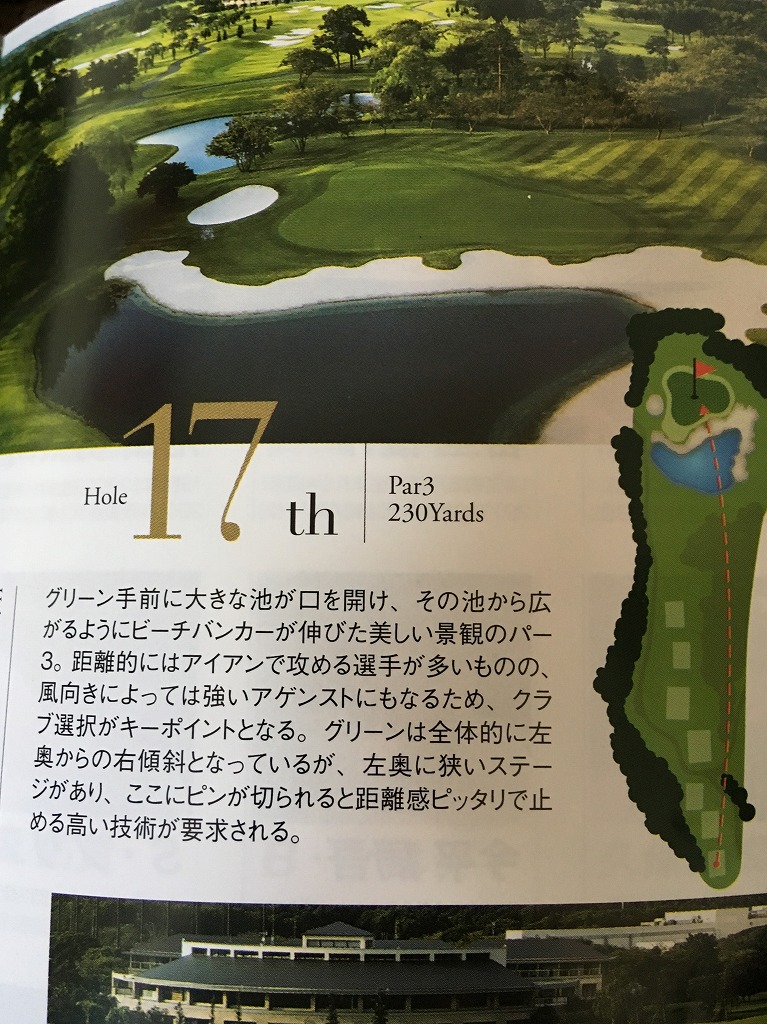 Hole 17th
Par3
230Yards
グリーン手前に大きな池が口を開け、その池から広
がるようにビーチバンカーが伸びた美しい景観のパー
3。距離的にはアイアンで攻める選手が多いものの、
風向きによっては強いアゲンストにもなるため、クラ
ブ選択がキーポイントとなる。グリーンは全体的に左
奥からの右傾斜となっているが、左奥に狭いステー
ジがあり、ここにピンが切られると距離感ピッタリで止
める高い技術が要求される。